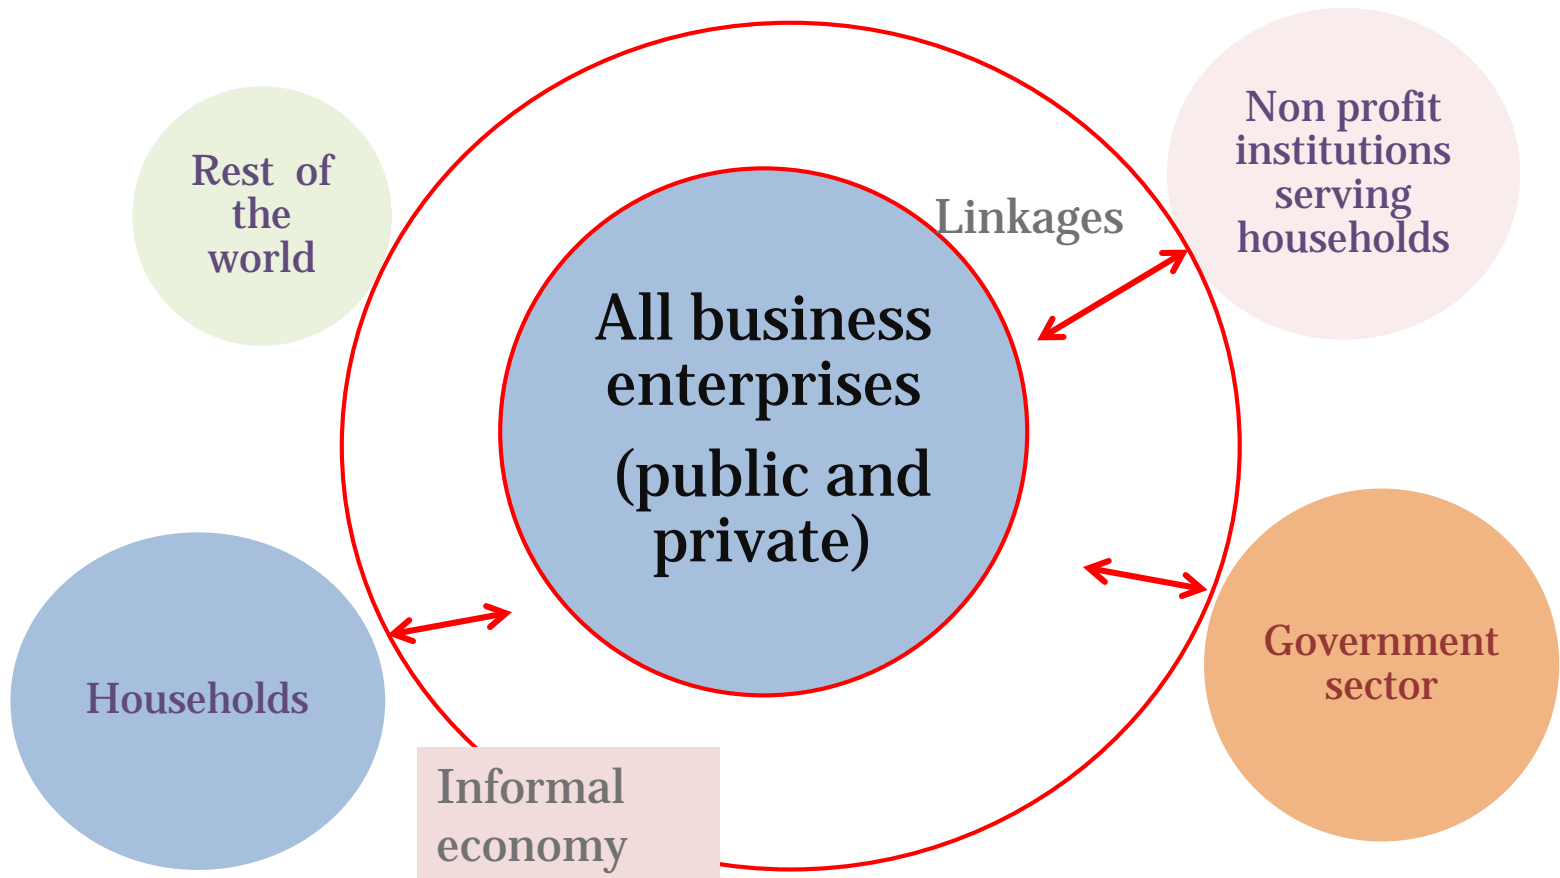 Rest of
the
world
Non profit
institutions
serving
households
Linkages
All business
enterprises
(public and
private)
Households
Government
sector
Informal
economy